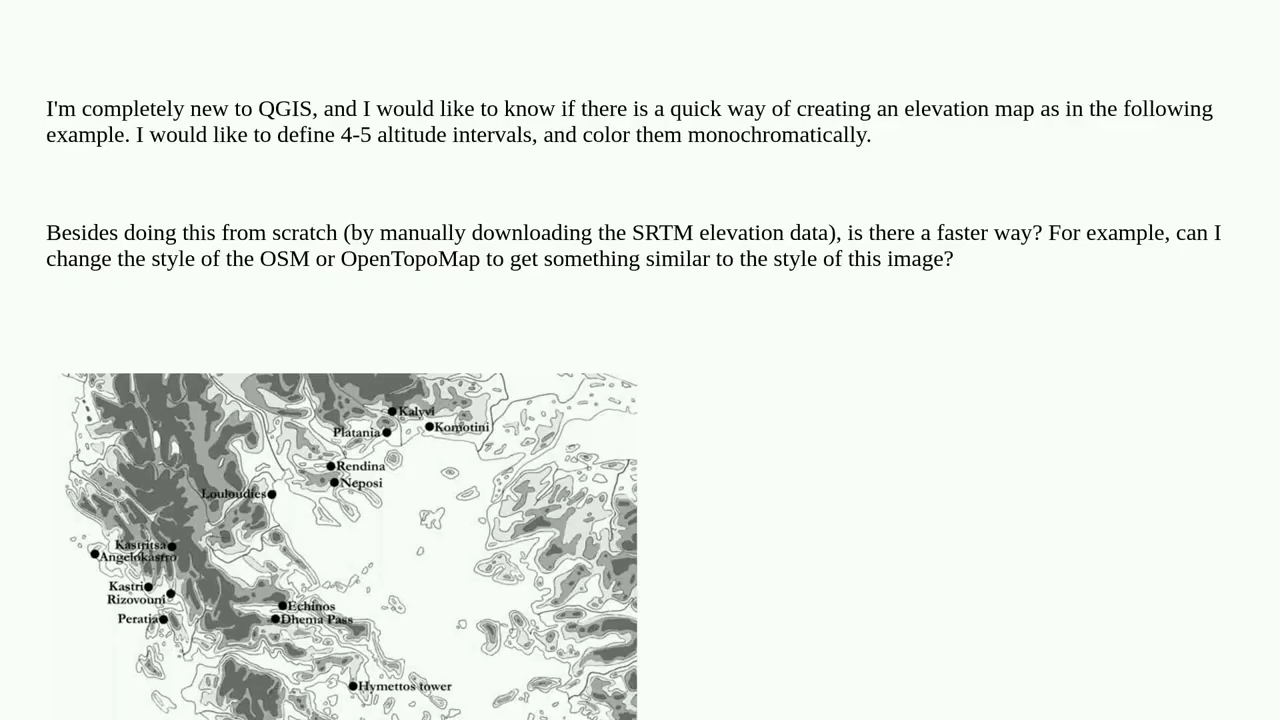 I'm completely new to QGIS, and I would like to know if there is a quick way of creating an elevation map as in the following
example. I would like to define 4-5 altitude intervals, and color them monochromatically.
Besides doing this from scratch (by manually downloading the SRTM elevation data), is there a faster way? For example, can I
change the style of the OSM or OpenTopoMap to get something similar to the style of this image?
Kalyvi
Komotini
Platania
Rendina
Neposi
Louloudies
Kastritsa
Angelokastro
Kastri
Rizovouni
Echinos
Peratia
Dhema Pass
Hymettos tower